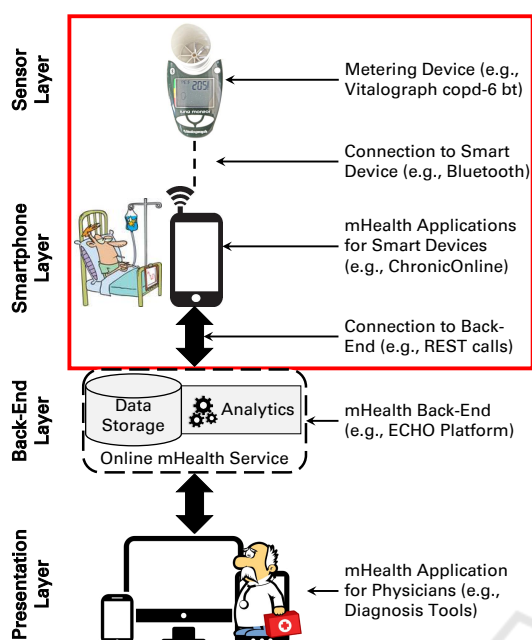 Sensor
Layer
2051
Metering Device (e.g.,
Vitalograph copd-6 bt)
Connection to Smart
Device (e.g., Bluetooth)
Smartphone
Layer
mHealth Applications
for Smart Devices
(e.g., ChronicOnline)
Connection to Back-
End (e.g., REST calls)
Back-End
Layer
Data
Storage
Analytics
Online mHealth Service
mHealth Back-End
(e.g., ECHO Platform)
Presentation
Layer
mHealth Application
for Physicians (e.g.,
Diagnosis Tools)